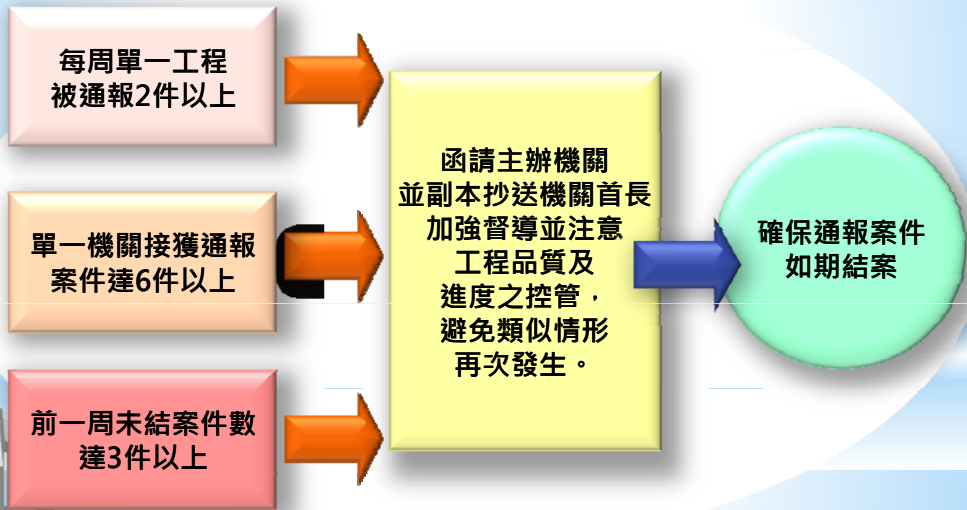 每周單一工程
被通報2件以上
單一機關接獲通報
案件達6件以上
前一周未結案件數
達3件以上
函請主辦機關
並副本抄送機關首長
加強督導並注意
工程品質及
進度之控管，
避免類似情形
再次發生。
確保通報案件
如期結案